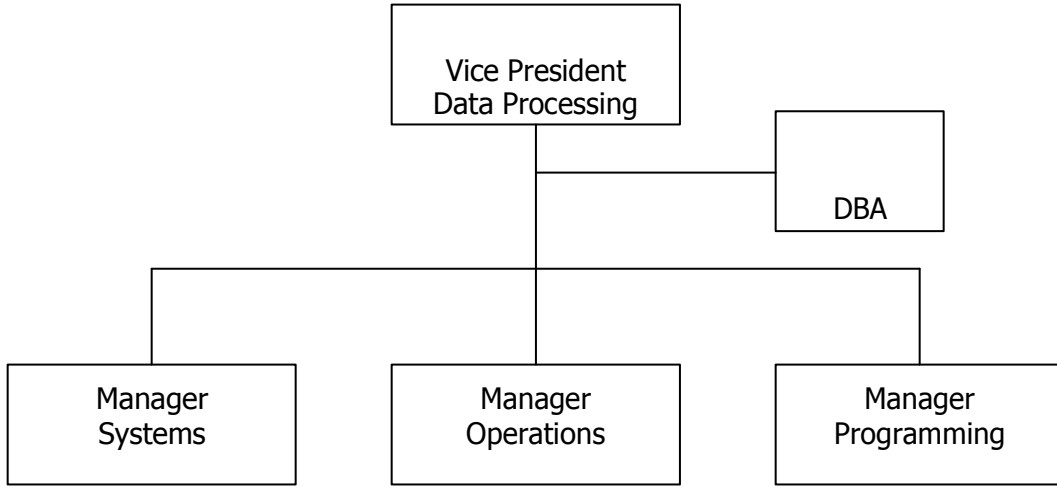 Vice President
Data Processing
DBA
Manager
Systems
Manager
Operations
Manager
Programming